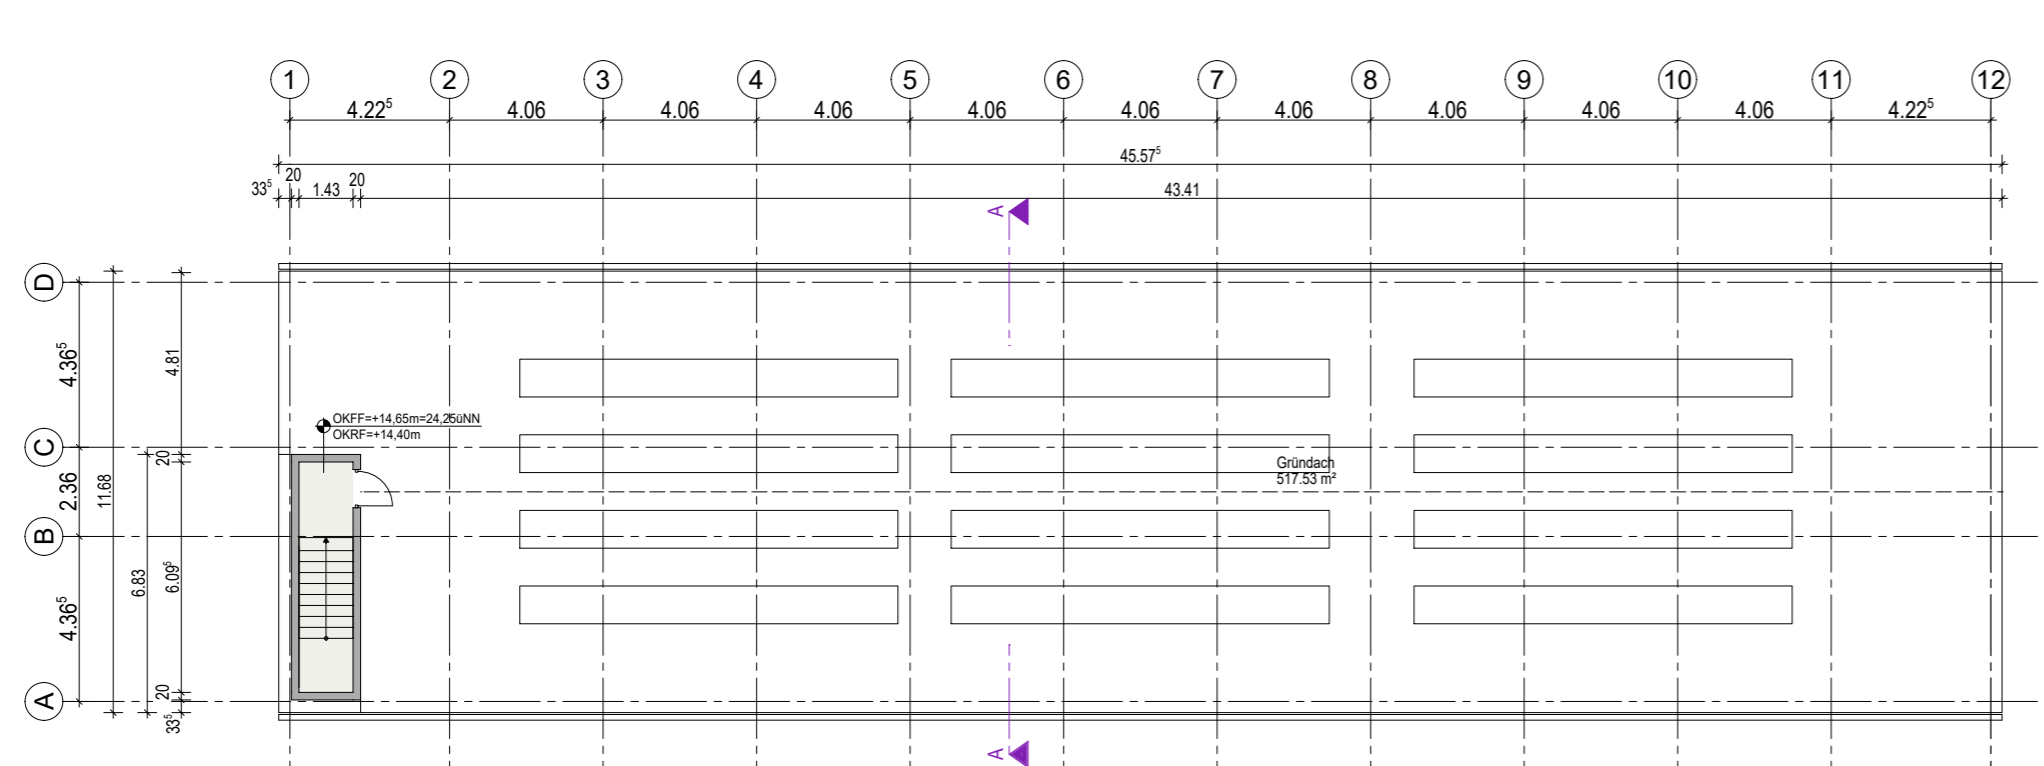 1 2 3 4 5 6 7 8 9 10 11 12
4.22⁵ 4.06 4.06 4.06 4.06 4.06 4.06 4.06 4.06 4.06 4.22⁵
45.57⁵
33⁵ 20 1.43 20 43.41
A
D
4.36⁵
4.81
OKFF=+14,65m=24,25üNN
OKRF=+14,40m
C
20
Gründach
517.53 m²
2.36
11.68
B
6.83
6.09⁵
4.36⁵
20
A
33⁵
A